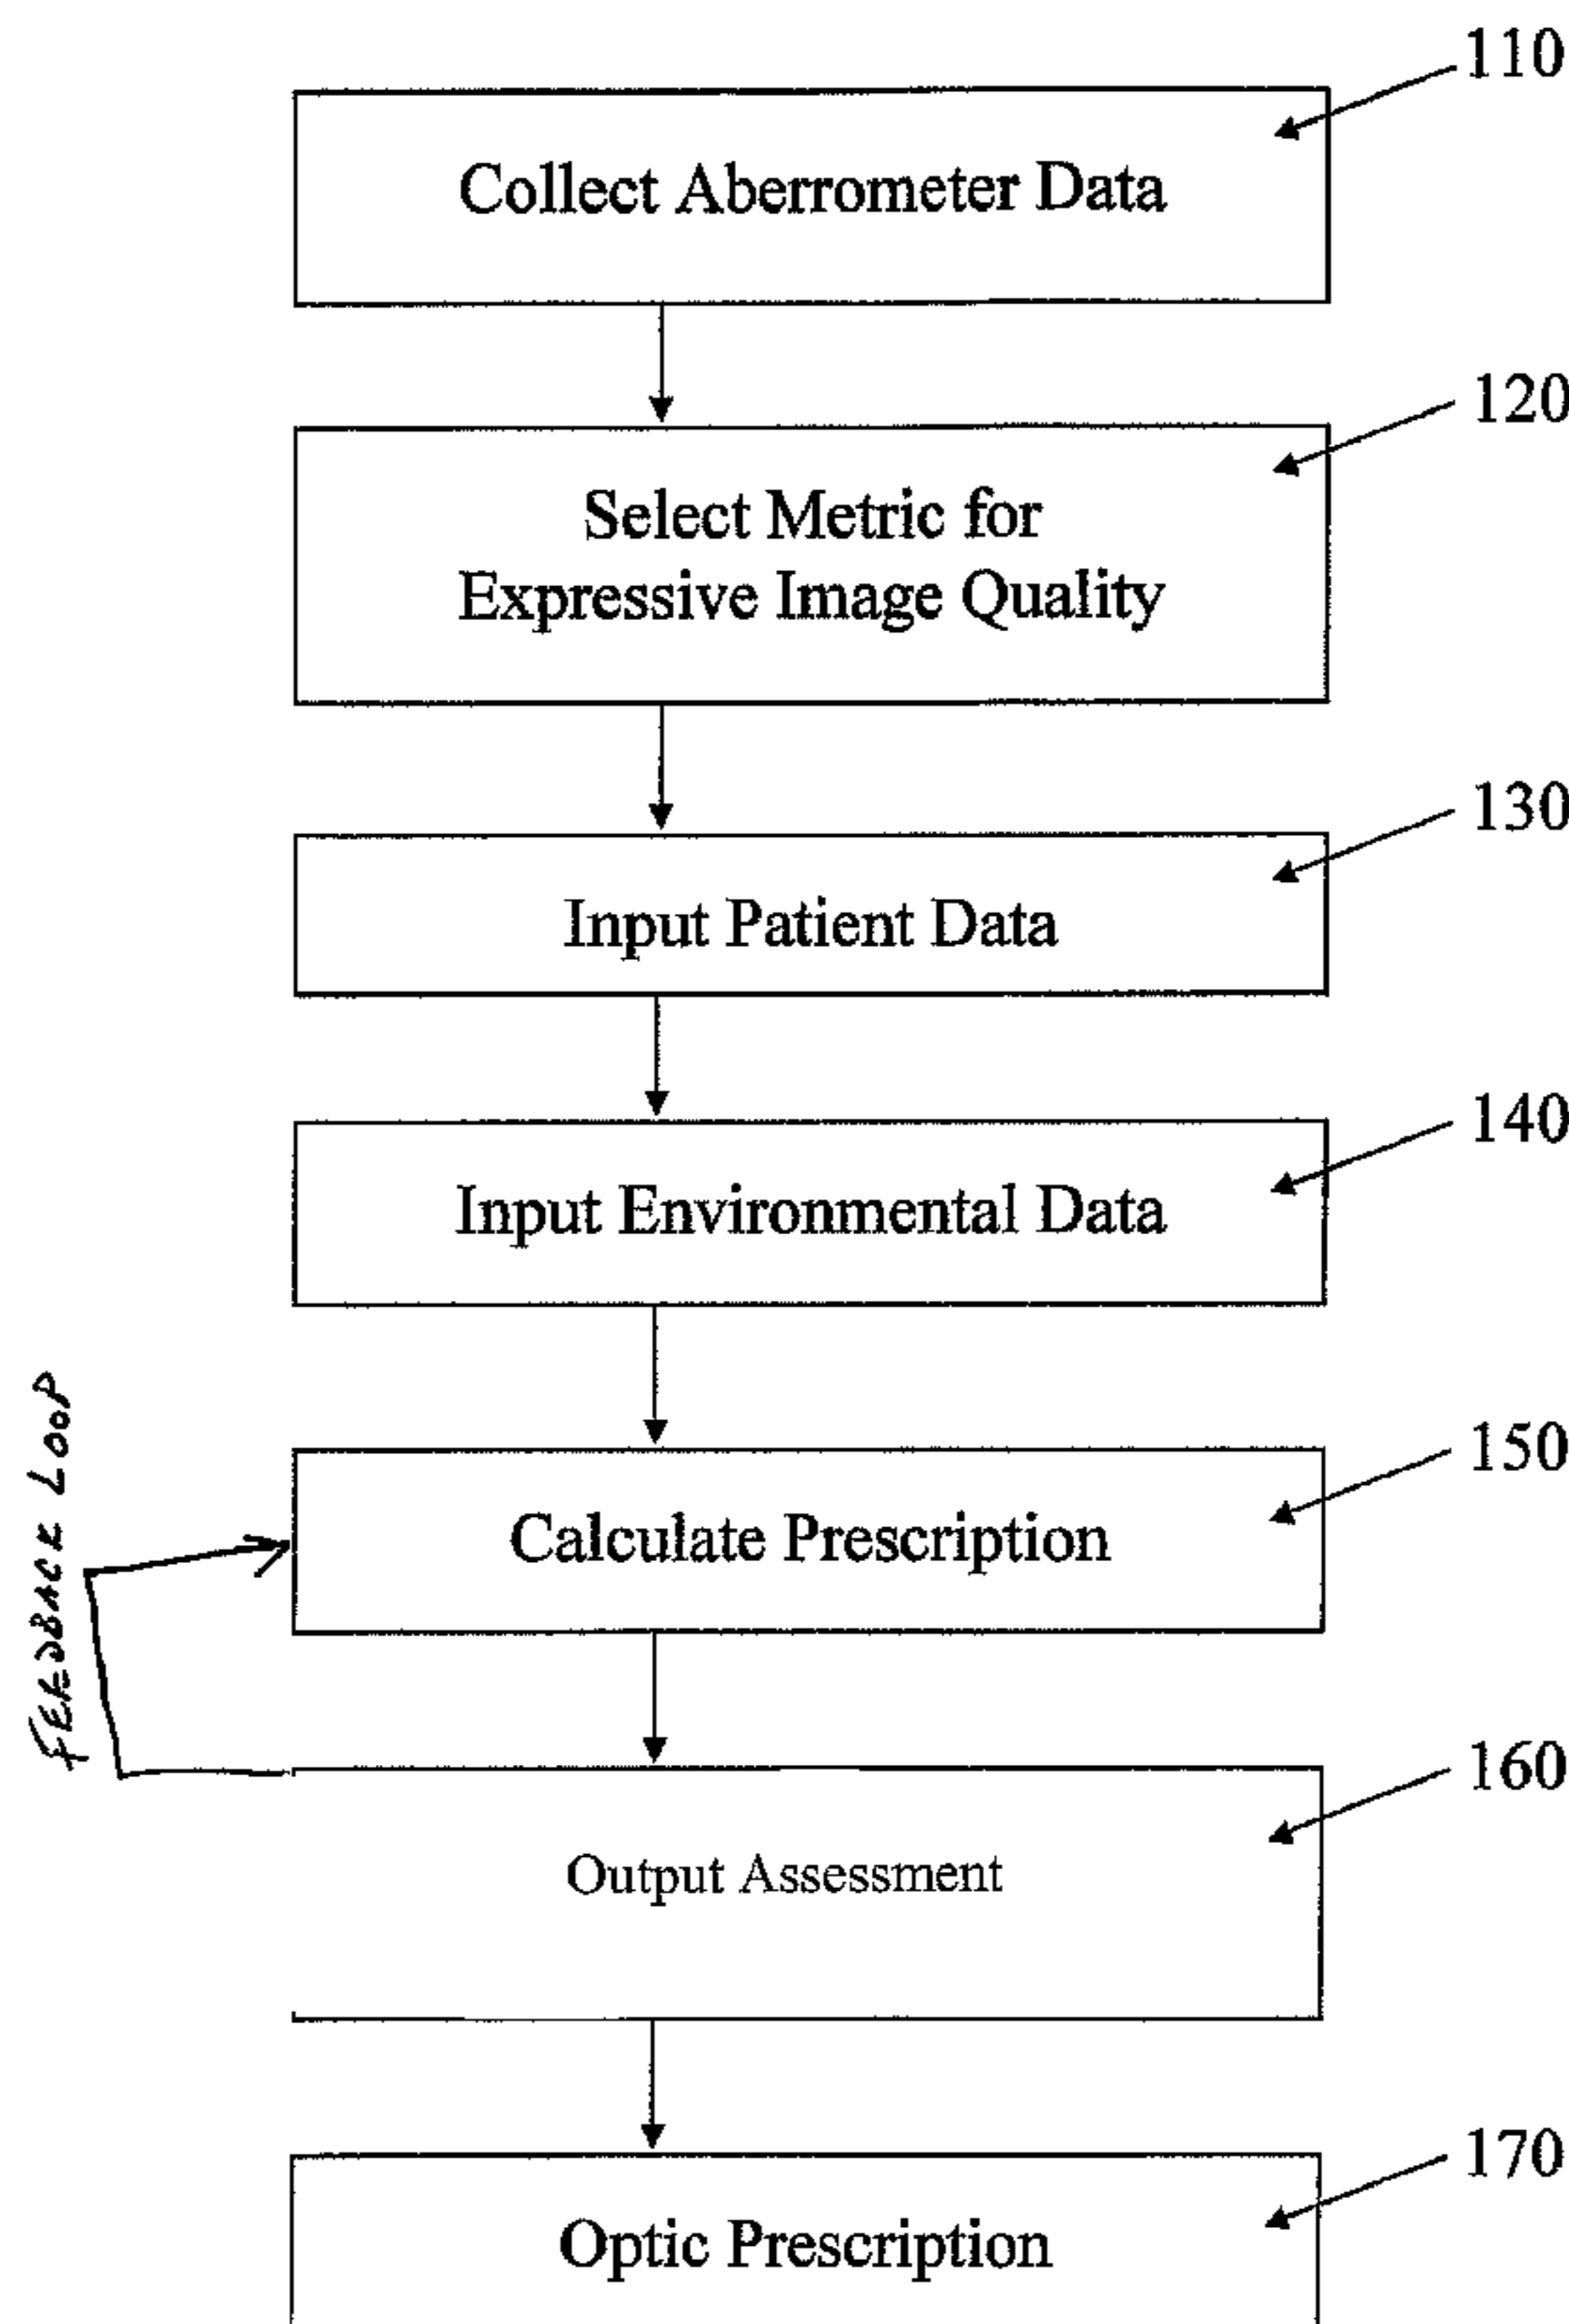 110
Collect Aberrometer Data
120
Select Metric for
Expressive Image Quality
130
Input Patient Data
140
Input Environmental Data
150
Calculate Prescription
FEEDBACK LOOP
160
Output Assessment
170
Optic Prescription